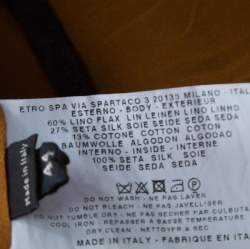 ETRO SPA VIA SPARTACO 3 20135 MILANO - ITAL
ESTERNO - BODY - EXTERIEUR
60% LINO FLAX LIN LEINEN LINO LINHO
27% SETA SILK SOIE SEIDE SEDA SEDA
13% COTONE COTTON COTON
BAUMWOLLE ALGODON ALGODAO
INTERNO - INSIDE - INTERNE
100% SETA SILK SOIE
SEIDE SEDA SEDA
DO NOT WASH - NE PAS LAVER
DO NOT BLEACH - NE PAS JAVELLISER
DO NOT TUMBLE DRY - NE PAS SECHER PAR CULBUTA
COOL IRON REPASSER A TEMPERATURE
DRY CLEAN - NETTOYER A SEC
MADE IN ITALY - FABRIQUE EN ITA
Made in Italy